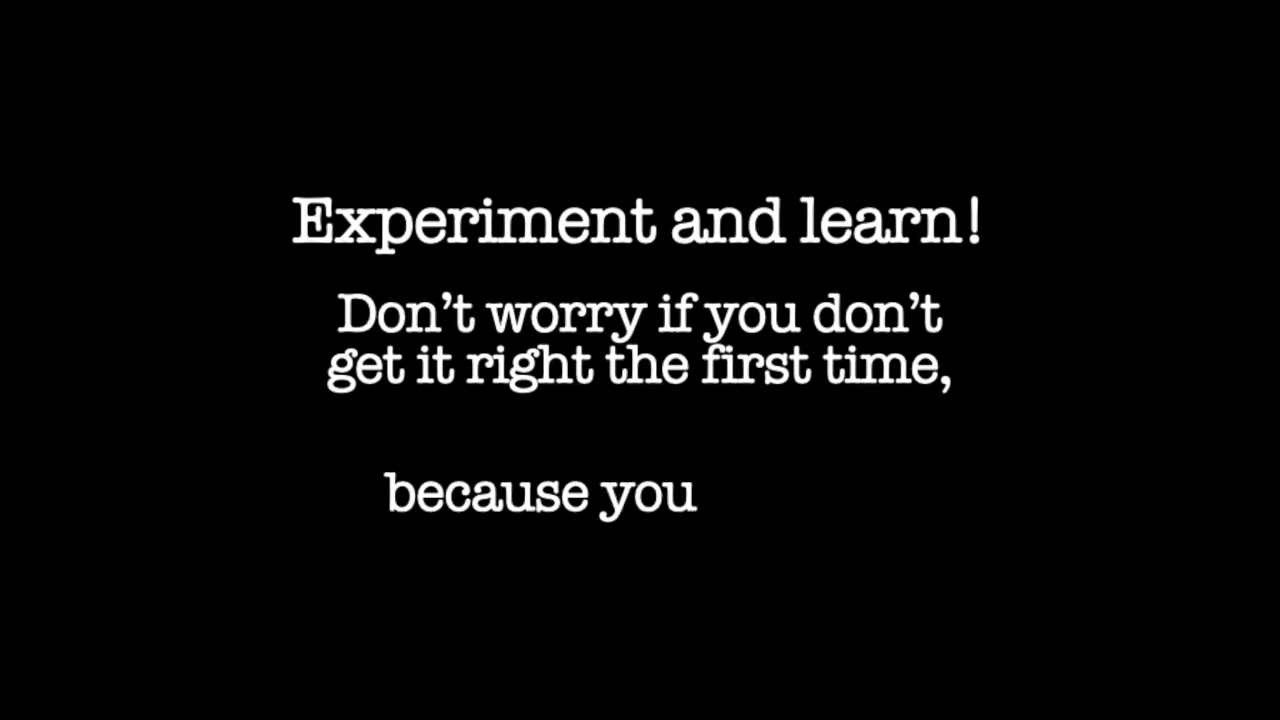 Experiment and learn!
Don’t worry if you don’t
get it right the first time,
because you